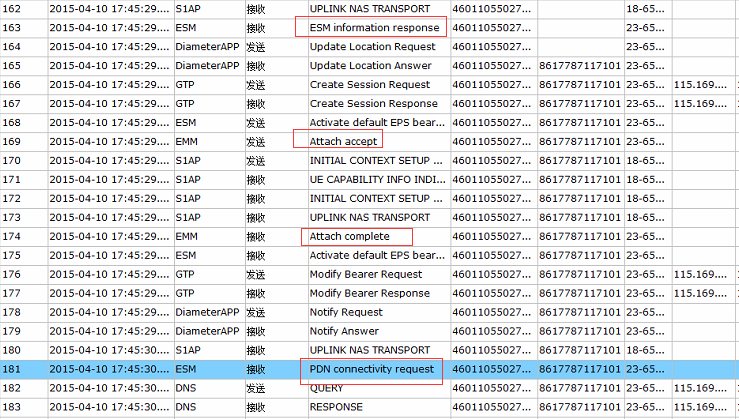 162 2015-04-10 17:45:29.... S1AP 接收 UPLINK NAS TRANSPORT 46011055027... 18-65...
163 2015-04-10 17:45:29.... ESM 接收 ESM information response 46011055027... 23-65...
164 2015-04-10 17:45:29.... DiameterAPP 发送 Update Location Request 46011055027... 23-65...
165 2015-04-10 17:45:29.... DiameterAPP 接收 Update Location Answer 46011055027... 8617787117101 23-65...
166 2015-04-10 17:45:29.... GTP 发送 Create Session Request 46011055027... 8617787117101 23-65... 115.169....
167 2015-04-10 17:45:29.... GTP 接收 Create Session Response 46011055027... 8617787117101 23-65... 115.169....
168 2015-04-10 17:45:29.... ESM 发送 Activate default EPS bear... 46011055027... 8617787117101 23-65...
169 2015-04-10 17:45:29.... EMM 发送 Attach accept 46011055027... 8617787117101 23-65...
170 2015-04-10 17:45:29.... S1AP 发送 INITIAL CONTEXT SETUP ... 46011055027... 8617787117101 18-65...
171 2015-04-10 17:45:29.... S1AP 接收 UE CAPABILITY INFO INDI... 46011055027... 8617787117101 18-65...
172 2015-04-10 17:45:29.... S1AP 接收 INITIAL CONTEXT SETUP ... 46011055027... 8617787117101 18-65...
173 2015-04-10 17:45:29.... S1AP 接收 UPLINK NAS TRANSPORT 46011055027... 8617787117101 18-65...
174 2015-04-10 17:45:29.... EMM 接收 Attach complete 46011055027... 8617787117101 23-65...
175 2015-04-10 17:45:29.... ESM 接收 Activate default EPS bear... 46011055027... 8617787117101 23-65...
176 2015-04-10 17:45:29.... GTP 发送 Modify Bearer Request 46011055027... 8617787117101 23-65... 115.169....
177 2015-04-10 17:45:29.... GTP 接收 Modify Bearer Response 46011055027... 8617787117101 23-65... 115.169....
178 2015-04-10 17:45:29.... DiameterAPP 发送 Notify Request 46011055027... 8617787117101 23-65...
179 2015-04-10 17:45:29.... DiameterAPP 接收 Notify Answer 46011055027... 8617787117101 23-65...
180 2015-04-10 17:45:30.... S1AP 接收 UPLINK NAS TRANSPORT 46011055027... 8617787117101 18-65...
181 2015-04-10 17:45:30.... ESM 接收 PDN connectivity request 46011055027... 8617787117101 23-65...
182 2015-04-10 17:45:30.... DNS 发送 QUERY 46011055027... 8617787117101 23-65... 115.169....
183 2015-04-10 17:45:30.... DNS 接收 RESPONSE 46011055027... 8617787117101 23-65... 115.169....